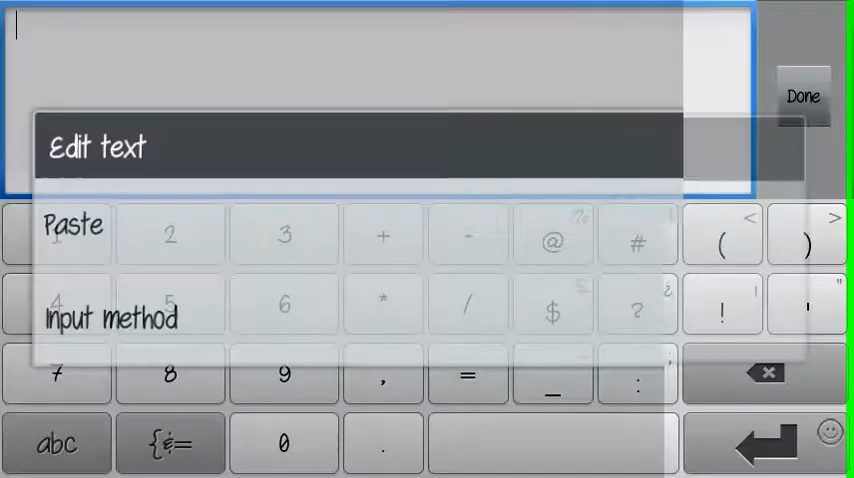 Done
Edit text
Paste
Input method
1 2 3 + - @ # ( < ) >
4 5 6 * / $ ? ¿ ! ¡ ' "
7 8 9 , = _ : ;
abc {&= 0 .